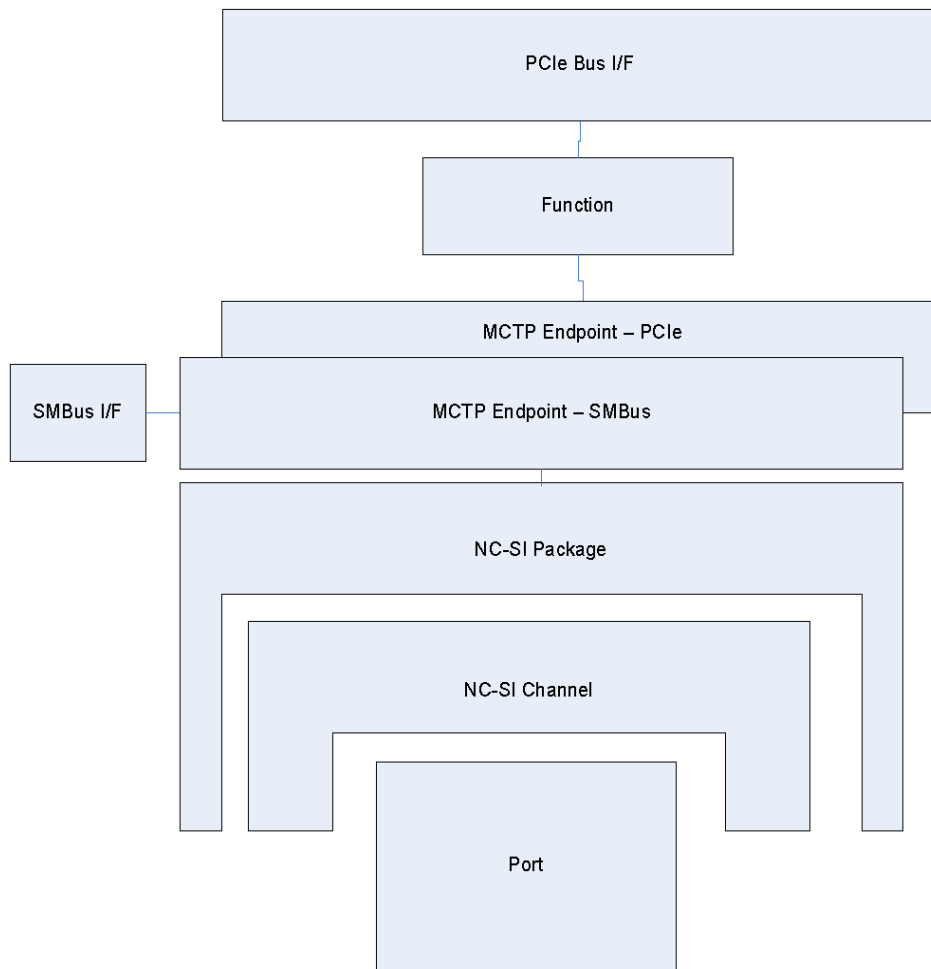 PCIe Bus I/F
Function
MCTP Endpoint – PCIe
SMBus I/F
MCTP Endpoint – SMBus
NC-SI Package
NC-SI Channel
Port